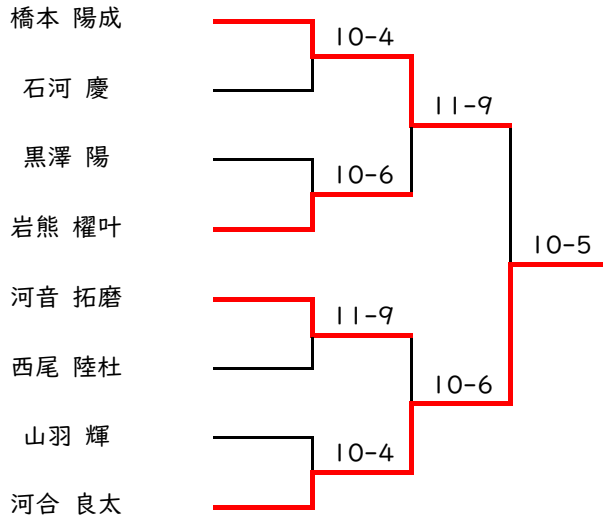 橋本 陽成
10-4
石河 慶
11-9
黒澤 陽
10-6
岩熊 櫂叶
10-5
河音 拓磨
11-9
西尾 陸杜
10-6
山羽 輝
10-4
河合 良太